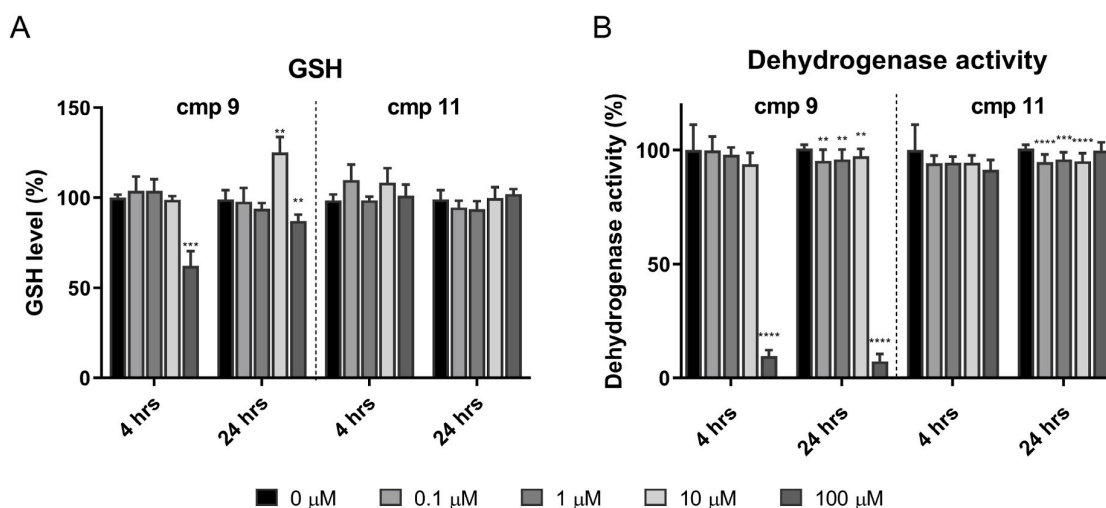 A
GSH
cmp 9
cmp 11
GSH level (%)
150
100
50
0
***
**
**
4 hrs
24 hrs
4 hrs
24 hrs
B
Dehydrogenase activity
cmp 9
cmp 11
Dehydrogenase activity (%)
100
50
0
****
** ** **
****
**** *** ****
4 hrs
24 hrs
4 hrs
24 hrs
0 µM 0.1 µM 1 µM 10 µM 100 µM